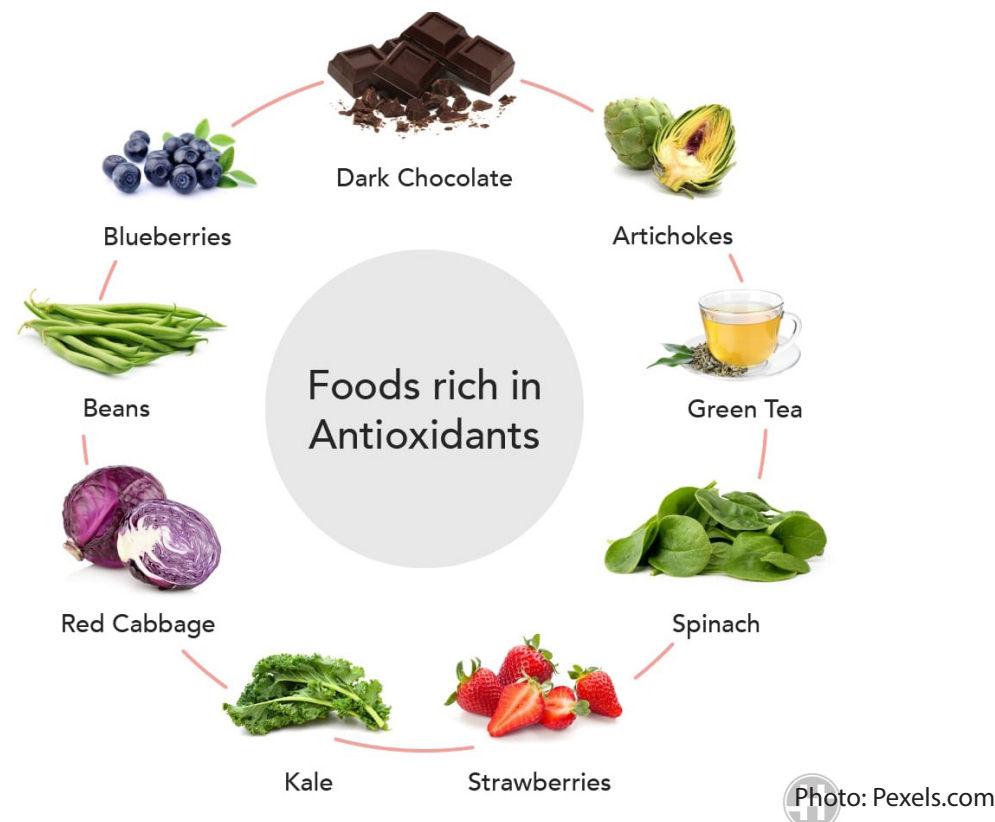 Dark Chocolate
Blueberries
Artichokes
Foods rich in
Antioxidants
Beans
Green Tea
Red Cabbage
Spinach
Kale
Strawberries
Photo: Pexels.com